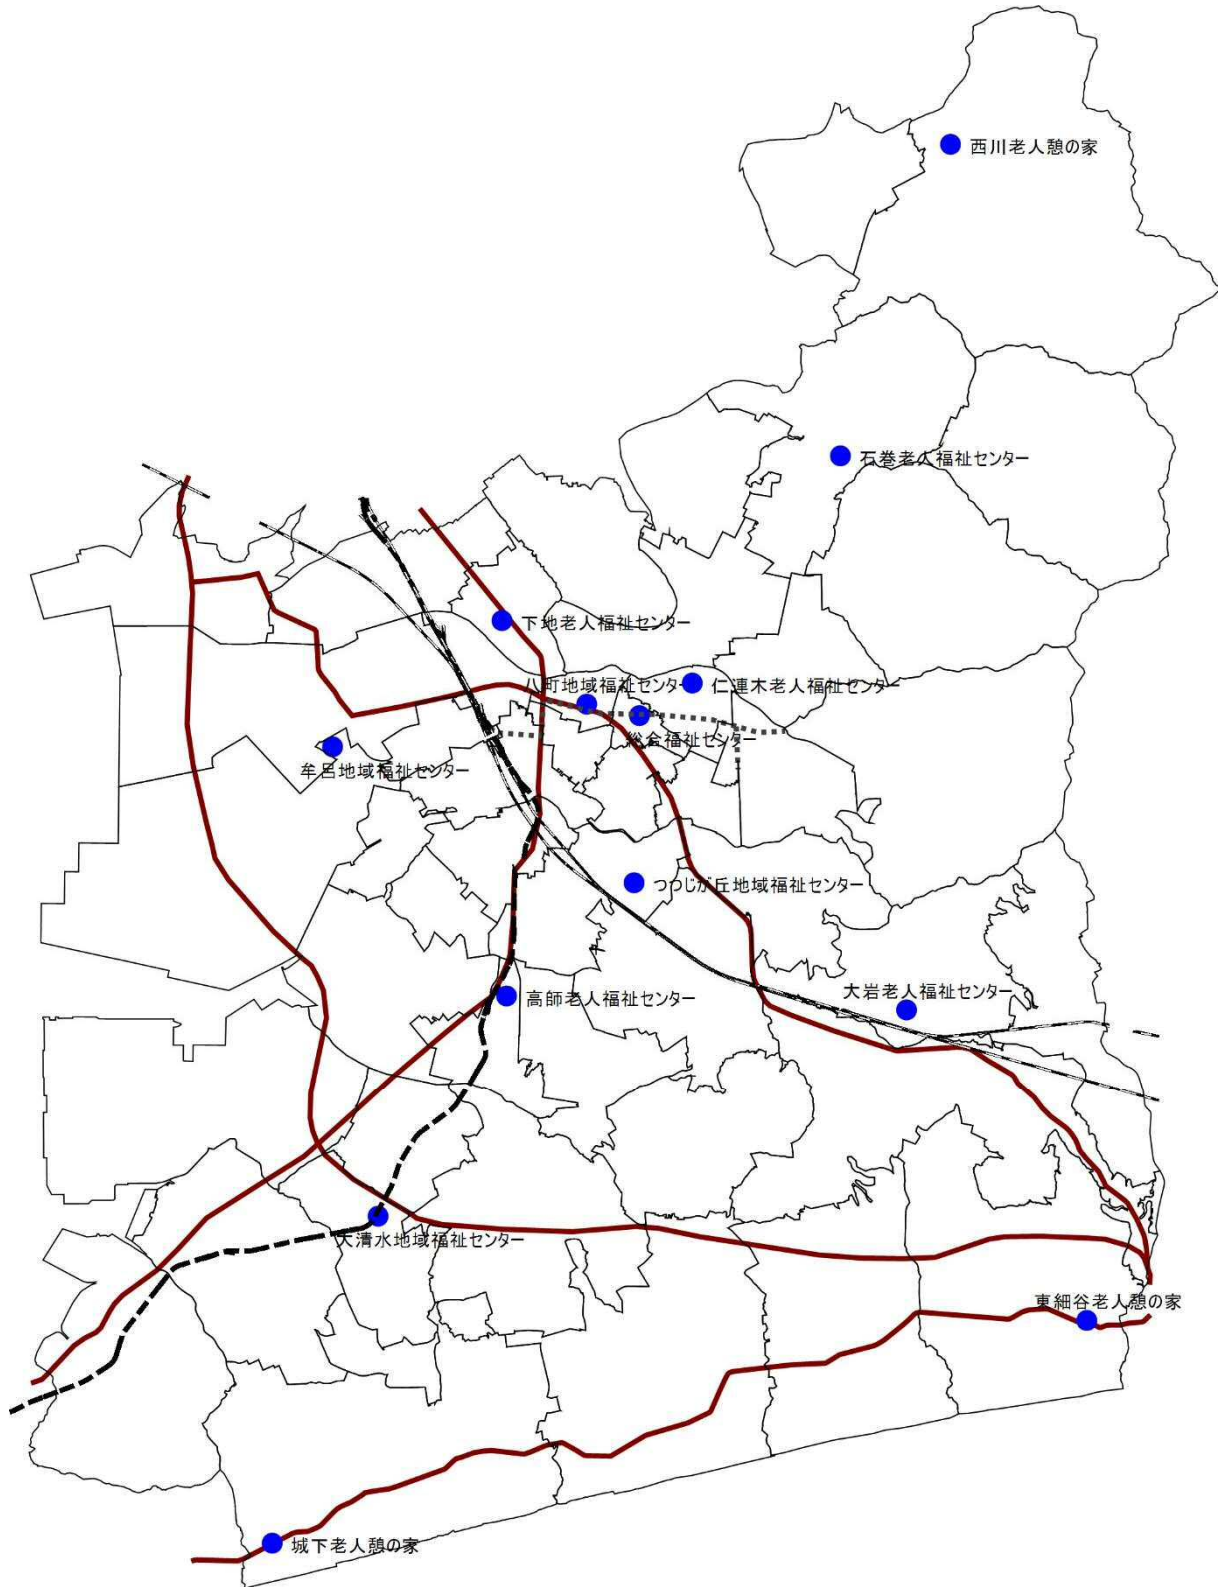 西川老人憩の家
石巻老人福祉センター
下地老人福祉センター
八町地域福祉センター
仁連木老人福祉センター
総合福祉センター
牟呂地域福祉センター
つつじが丘地域福祉センター
高師老人福祉センター
大岩老人福祉センター
大清水地域福祉センター
東細谷老人憩の家
城下老人憩の家